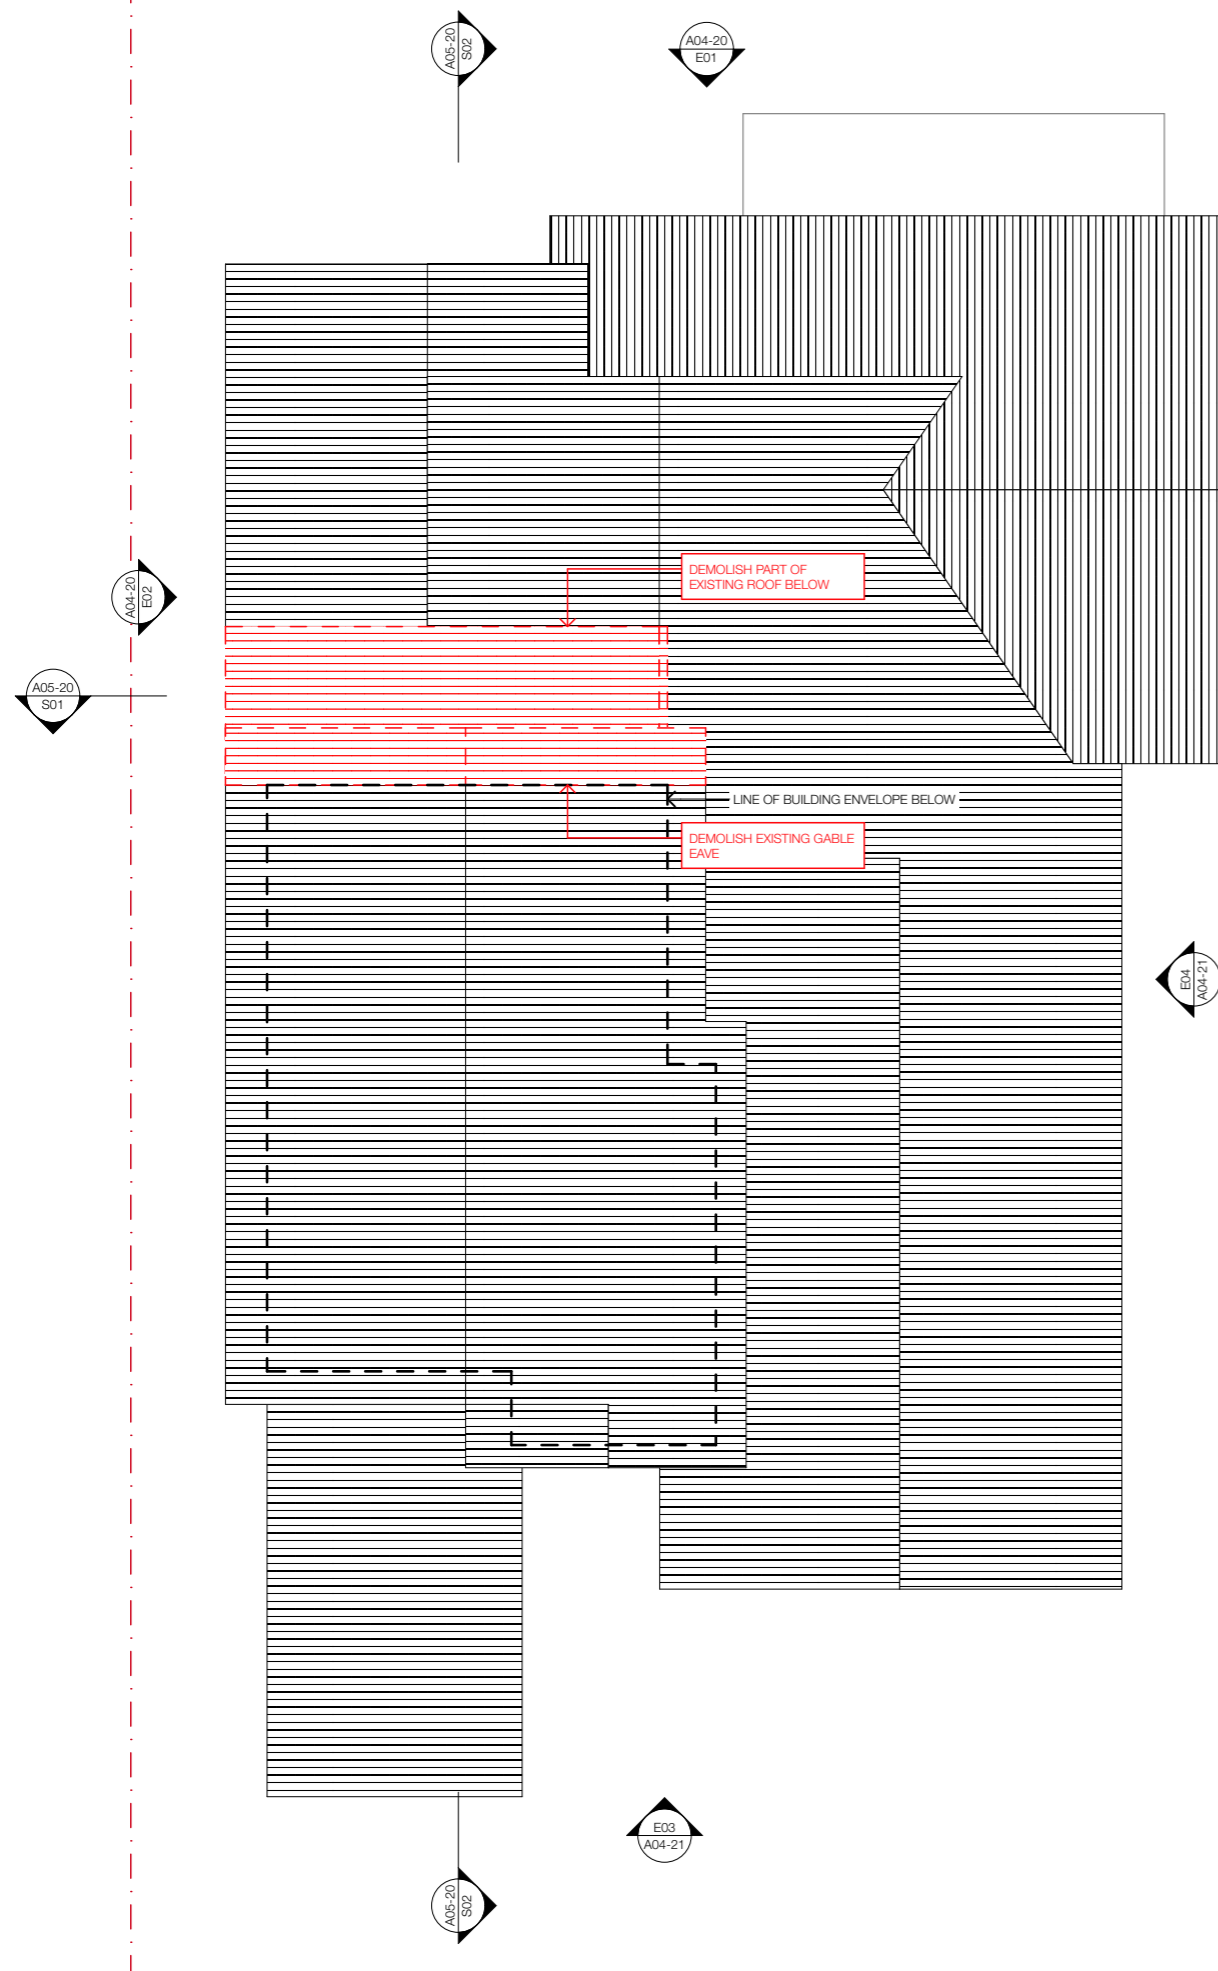 A05-20
S02
A04-20
E01
DEMOLISH PART OF
EXISTING ROOF BELOW
A04-20
E02
A05-20
S01
LINE OF BUILDING ENVELOPE BELOW
DEMOLISH EXISTING GABLE
EAVE
E04
A04-21
E03
A04-21
A05-20
S02